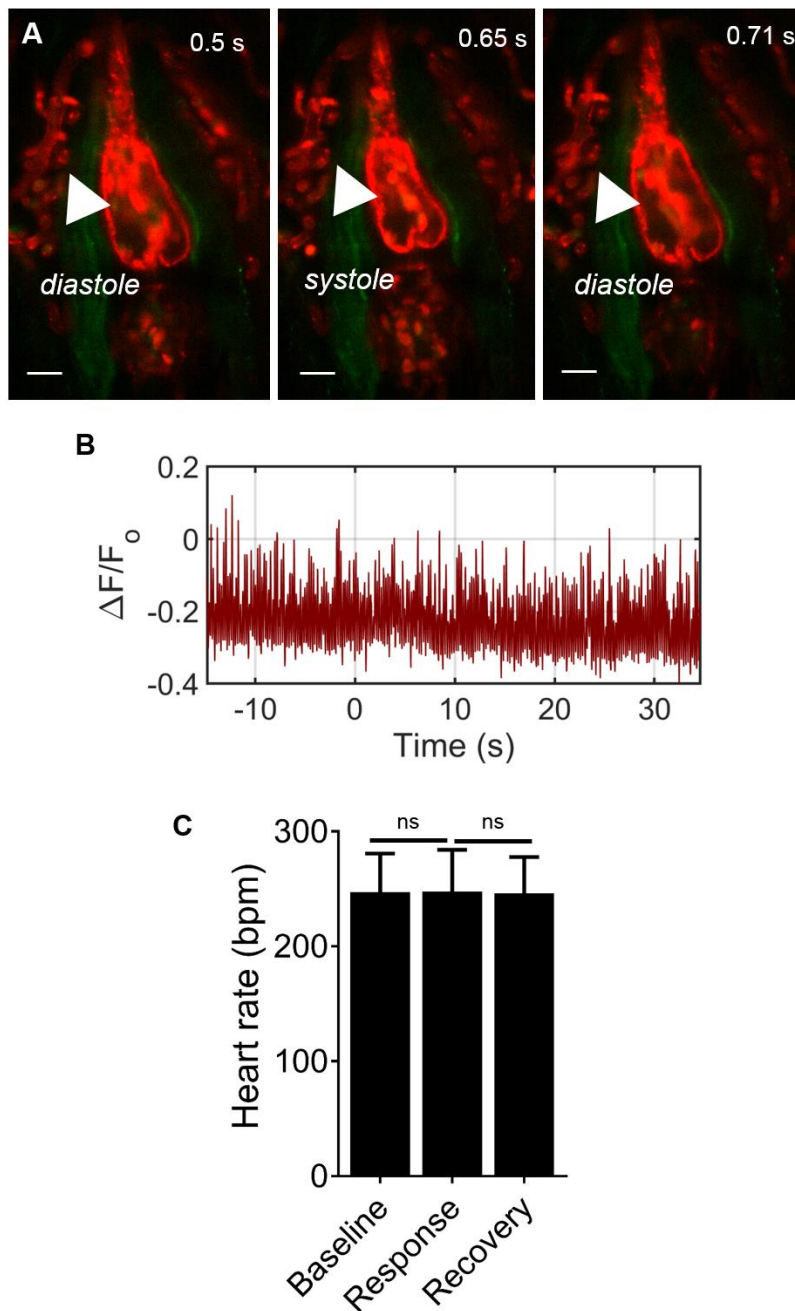 A
0.5 s
0.65 s
0.71 s
diastole
systole
diastole
B
0.2
0
-0.2
-0.4
ΔF/Fo
-10
0
10
20
30
Time (s)
C
ns
ns
300
200
100
0
Heart rate (bpm)
Baseline
Response
Recovery